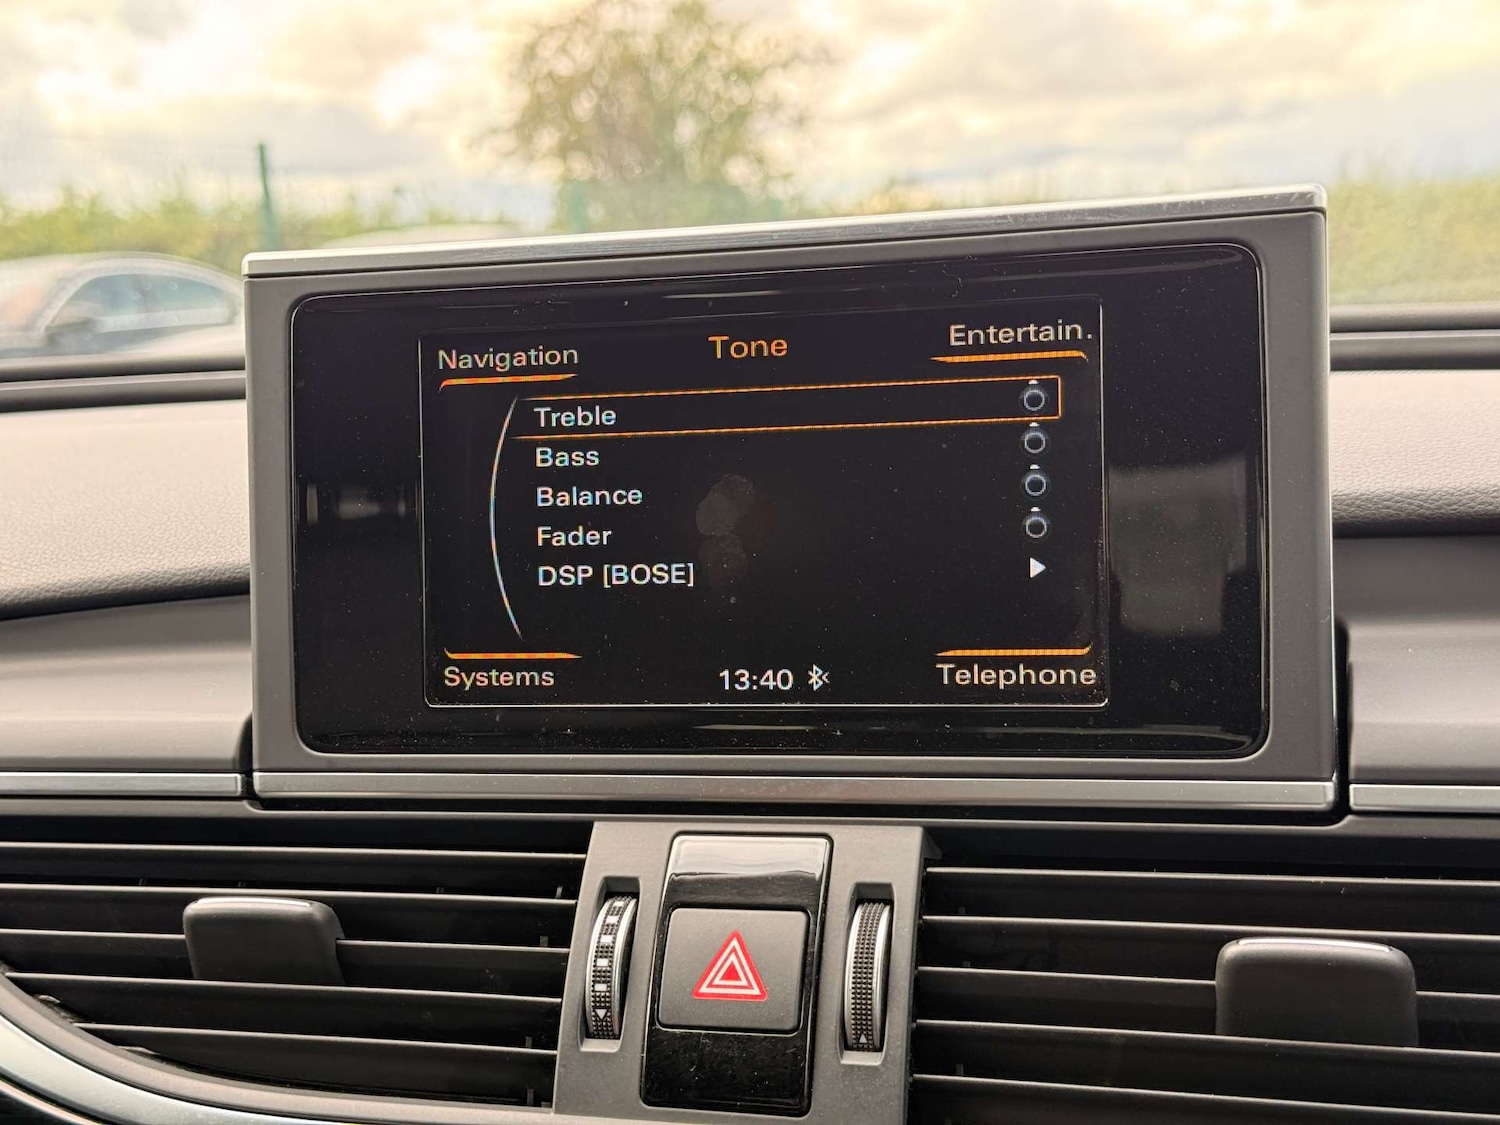 Navigation
Tone
Entertain.
Treble
Bass
Balance
Fader
DSP [BOSE]
Systems
13:40
Telephone